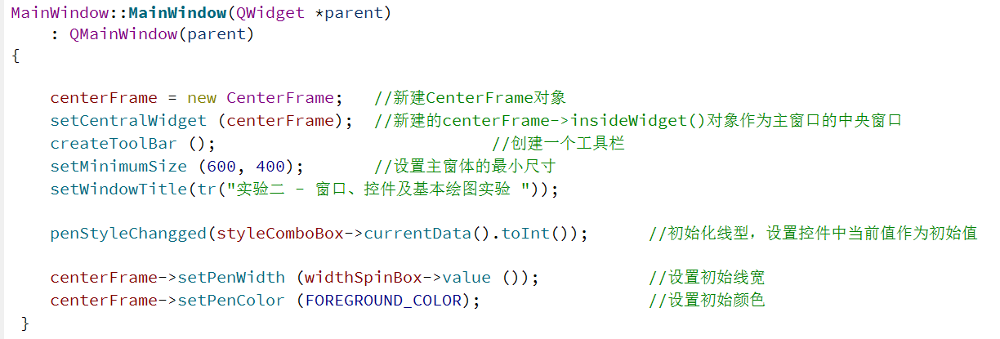 MainWindow::MainWindow(QWidget *parent)
    : QMainWindow(parent)
{
    centerFrame = new CenterFrame;   //新建CenterFrame对象
    setCentralWidget (centerFrame);  //新建的centerFrame->insideWidget()对象作为主窗口的中央窗口
    createToolBar ();                            //创建一个工具栏
    setMinimumSize (600, 400);       //设置主窗体的最小尺寸
    setWindowTitle(tr("实验二 - 窗口、控件及基本绘图实验 "));
    penStyleChangged(styleComboBox->currentData().toInt());      //初始化线型，设置控件中当前值作为初始值
    centerFrame->setPenWidth (widthSpinBox->value ());           //设置初始线宽
    centerFrame->setPenColor (FOREGROUND_COLOR);                 //设置初始颜色
 }